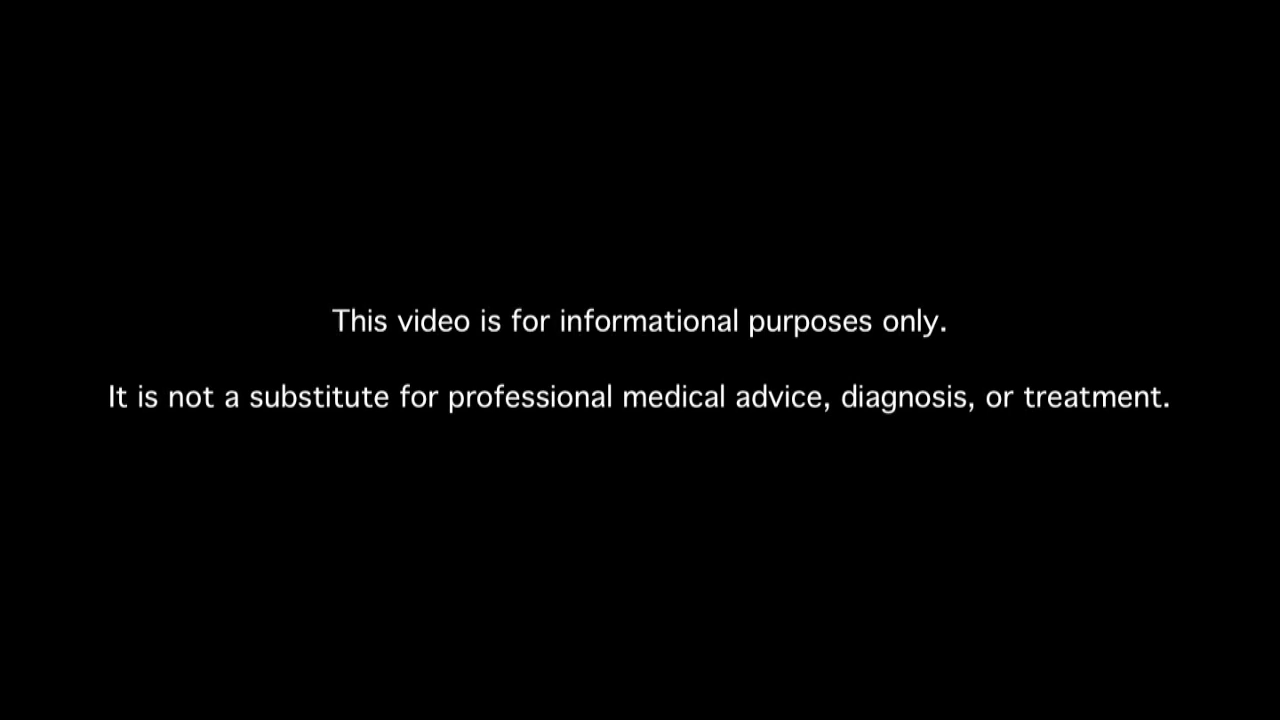 This video is for informational purposes only.
It is not a substitute for professional medical advice, diagnosis, or treatment.